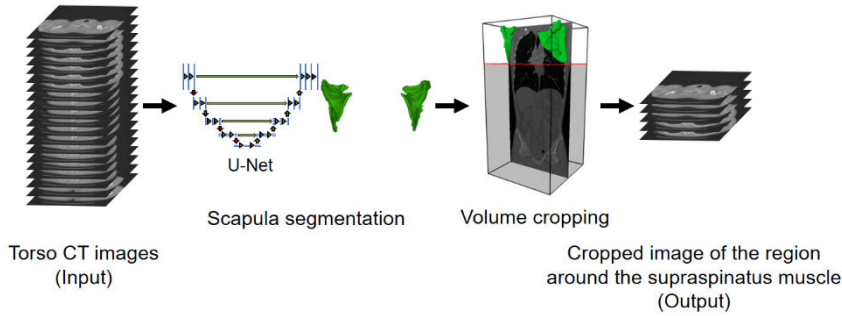 U-Net
Scapula segmentation
Volume cropping
Torso CT images
(Input)
Cropped image of the region
around the supraspinatus muscle
(Output)